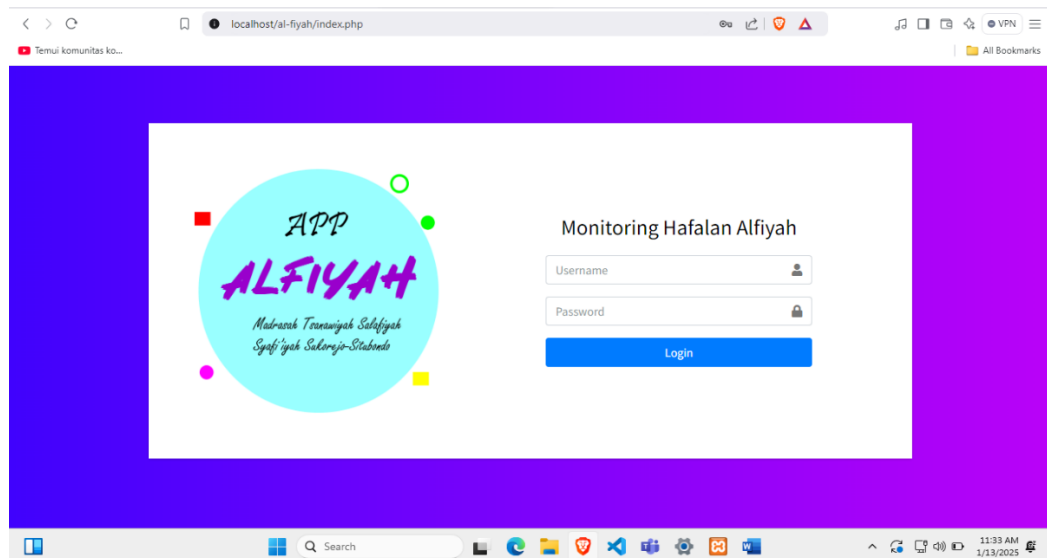 localhost/al-fiyah/index.php
VPN
Temui komunitas ko...
All Bookmarks
APP
ALFIYAH
Madrasah Tsanawiyah Salafiyah
Syafi'iyah Sukorejo-Situbondo
Monitoring Hafalan Alfiyah
Username
Password
Login
Search
11:33 AM
1/13/2025